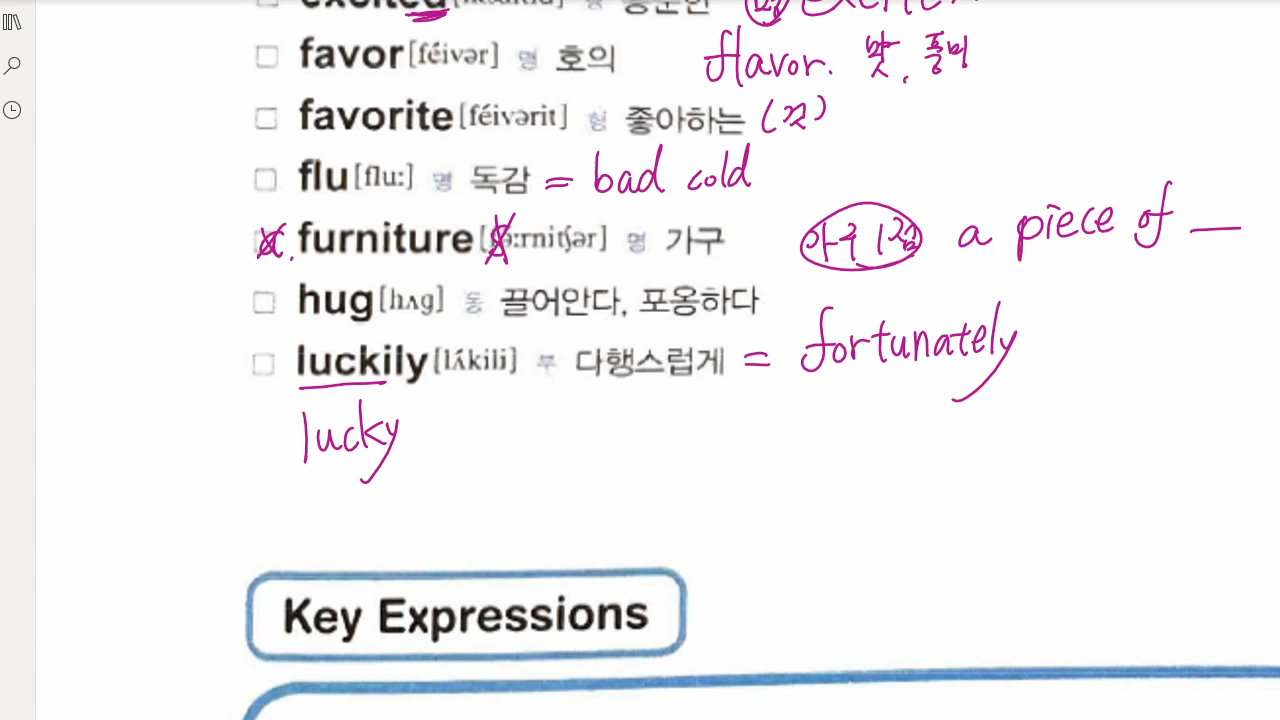 excited
favor [féivər] 명 호의 flavor. 맛, 풍미
favorite [féivərit] 형 좋아하는 (것)
flu [flu:] 명 독감 = bad cold
furniture [fə:rnitʃər] 명 가구 가구 1점 a piece of __
hug [hʌg] 동 끌어안다, 포옹하다
luckily [lʌ́kili] 부 다행스럽게 = fortunately
lucky
Key Expressions